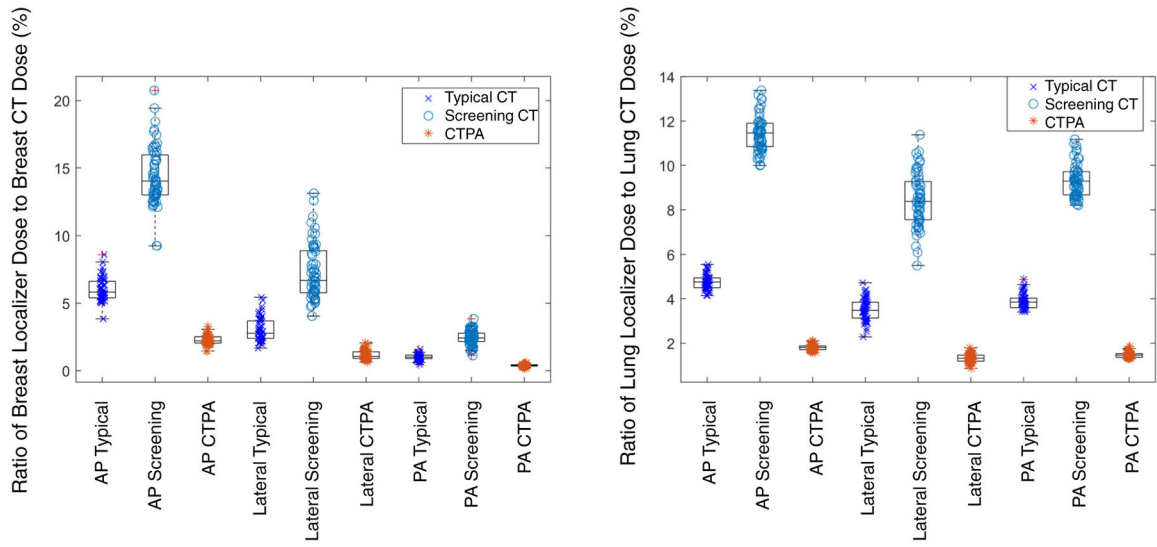 Ratio of Breast Localizer Dose to Breast CT Dose (%)
20
15
10
5
0
Typical CT
Screening CT
CTPA
AP Typical
AP Screening
AP CTPA
Lateral Typical
Lateral Screening
Lateral CTPA
PA Typical
PA Screening
PA CTPA
Ratio of Lung Localizer Dose to Lung CT Dose (%)
14
12
10
8
6
4
2
Typical CT
Screening CT
CTPA
AP Typical
AP Screening
AP CTPA
Lateral Typical
Lateral Screening
Lateral CTPA
PA Typical
PA Screening
PA CTPA